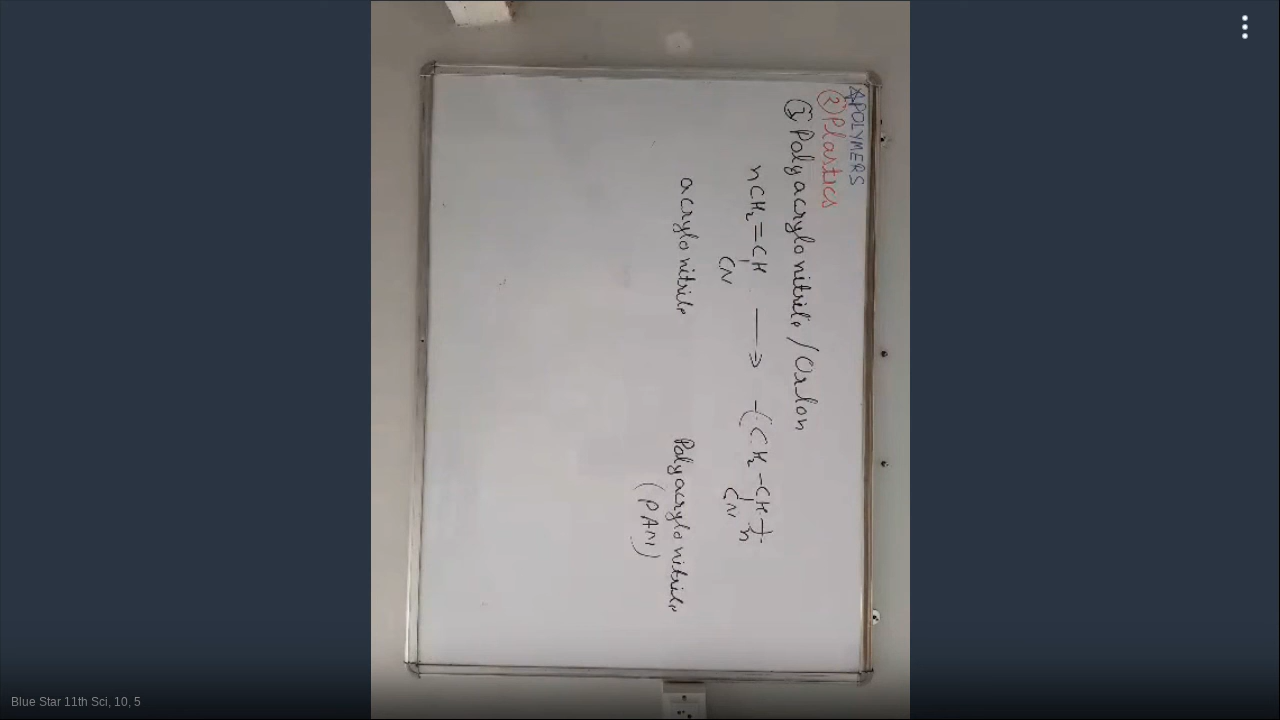 ☆POLYMERS
② Plastics
① Polyacrylonitrile/Orlon
nCH₂=CH ⟶ -(CH₂-CH-)n
CN CN
acrylonitrile Polyacrylonitrile
(PAN)
Blue Star 11th Sci, 10, 5